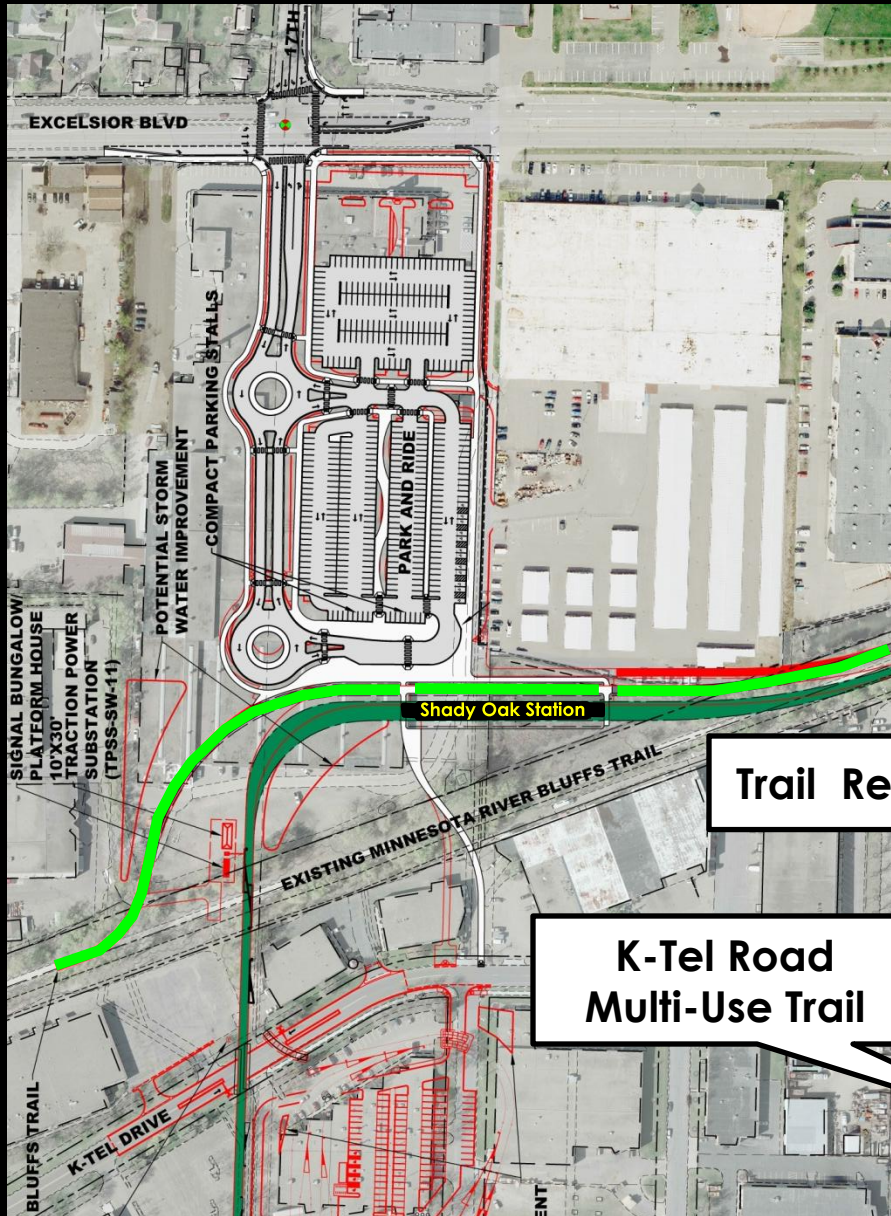 17TH
EXCELSIOR BLVD
POTENTIAL STORM
WATER IMPROVEMENT
COMPACT PARKING STALLS
PARK AND RIDE
SIGNAL BUNGALOW/
PLATFORM HOUSE
10'X30'
TRACTION POWER
SUBSTATION
(TPSS-SW-11)
Shady Oak Station
EXISTING MINNESOTA RIVER BLUFFS TRAIL
Trail Re
K-Tel Road
Multi-Use Trail
BLUFFS TRAIL
K-TEL DRIVE
ENT